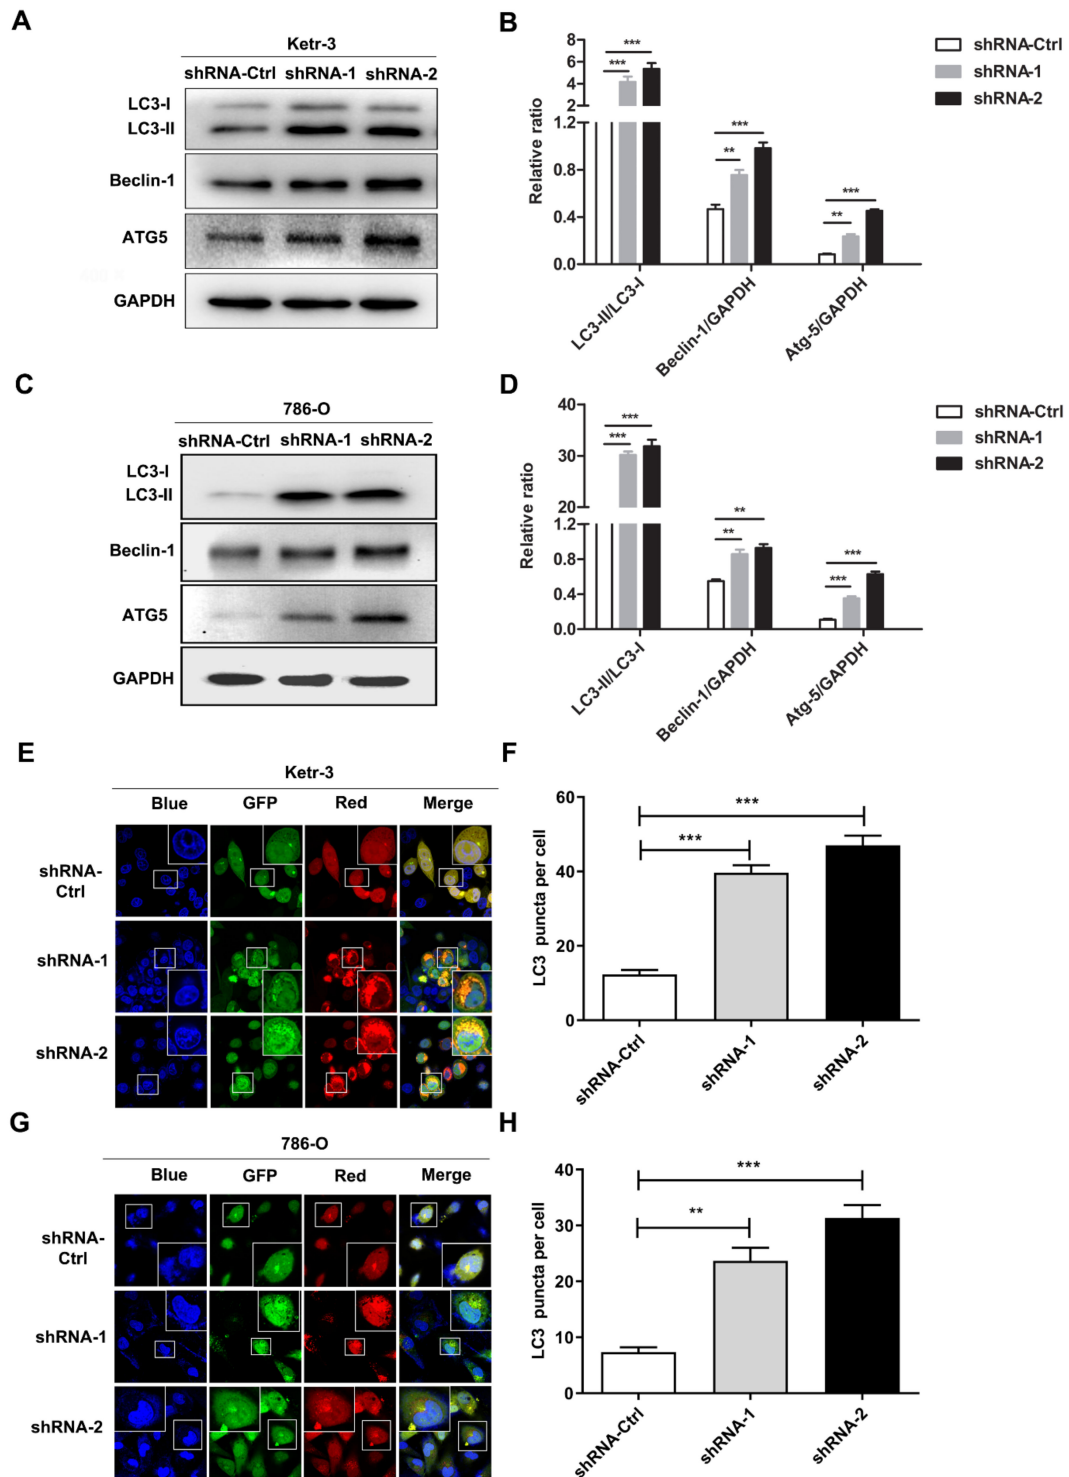 A
Ketr-3
shRNA-Ctrl shRNA-1 shRNA-2
LC3-I
LC3-II
Beclin-1
ATG5
GAPDH
B
shRNA-Ctrl
shRNA-1
shRNA-2
Relative ratio
8
6
4
2
1.2
0.8
0.4
0.0
*** *** ** *** ** ***
LC3-II/LC3-I
Beclin-1/GAPDH
Atg-5/GAPDH
C
786-O
shRNA-Ctrl shRNA-1 shRNA-2
LC3-I
LC3-II
Beclin-1
ATG5
GAPDH
D
shRNA-Ctrl
shRNA-1
shRNA-2
Relative ratio
40
30
20
1.2
0.8
0.4
0.0
*** *** ** ** *** ***
LC3-II/LC3-I
Beclin-1/GAPDH
Atg-5/GAPDH
E
Ketr-3
Blue GFP Red Merge
shRNA-
Ctrl
shRNA-1
shRNA-2
F
LC3 puncta per cell
60
40
20
0
***
***
shRNA-Ctrl
shRNA-1
shRNA-2
G
786-O
Blue GFP Red Merge
shRNA-
Ctrl
shRNA-1
shRNA-2
H
LC3 puncta per cell
40
30
20
10
0
***
**
shRNA-Ctrl
shRNA-1
shRNA-2